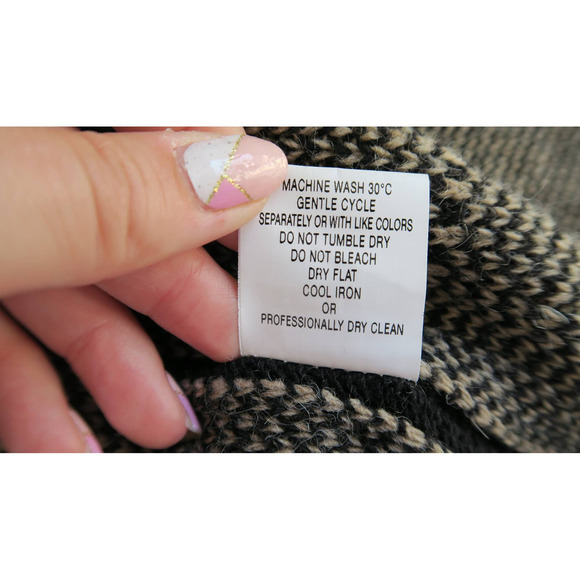 MACHINE WASH 30°C
GENTLE CYCLE
SEPARATELY OR WITH LIKE COLORS
DO NOT TUMBLE DRY
DO NOT BLEACH
DRY FLAT
COOL IRON
OR
PROFESSIONALLY DRY CLEAN